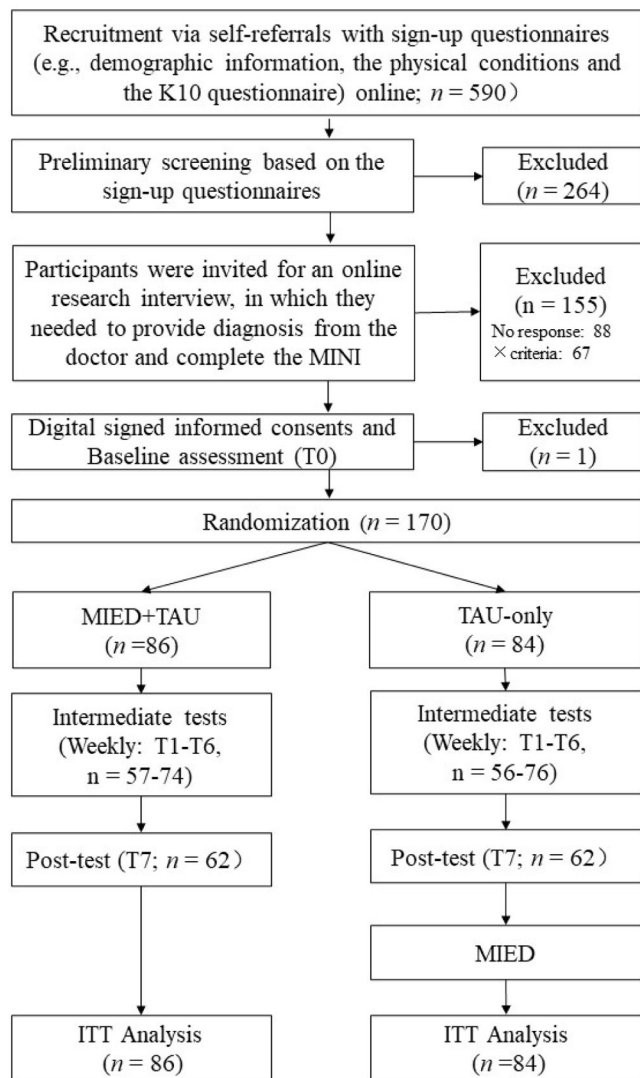 Recruitment via self-referrals with sign-up questionnaires
(e.g., demographic information, the physical conditions and
the K10 questionnaire) online; n = 590）
Preliminary screening based on the
sign-up questionnaires
Excluded
(n = 264)
Participants were invited for an online
research interview, in which they
needed to provide diagnosis from the
doctor and complete the MINI
Excluded
(n = 155)
No response: 88
× criteria: 67
Digital signed informed consents and
Baseline assessment (T0)
Excluded
(n = 1)
Randomization (n = 170)
MIED+TAU
(n =86)
TAU-only
(n = 84)
Intermediate tests
(Weekly: T1-T6,
n = 57-74)
Intermediate tests
(Weekly: T1-T6,
n = 56-76)
Post-test (T7; n = 62）
Post-test (T7; n = 62）
MIED
ITT Analysis
(n = 86)
ITT Analysis
(n =84)